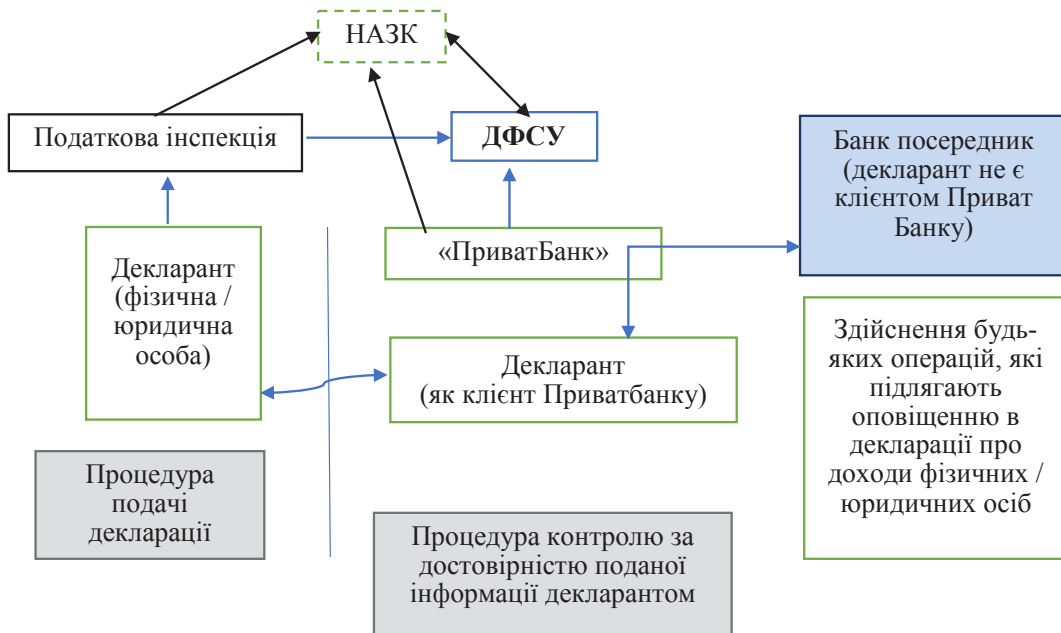 НАЗК
Податкова інспекція
ДФСУ
Банк посередник
(декларант не є
клієнтом Приват
Банку)
Декларант
(фізична /
юридична
особа)
«ПриватБанк»
Декларант
(як клієнт Приватбанку)
Здійснення будь-
яких операцій, які
підлягають
оповіщенню в
декларації про
доходи фізичних /
юридичних осіб
Процедура
подачі
декларації
Процедура контролю за
достовірністю поданої
інформації декларантом